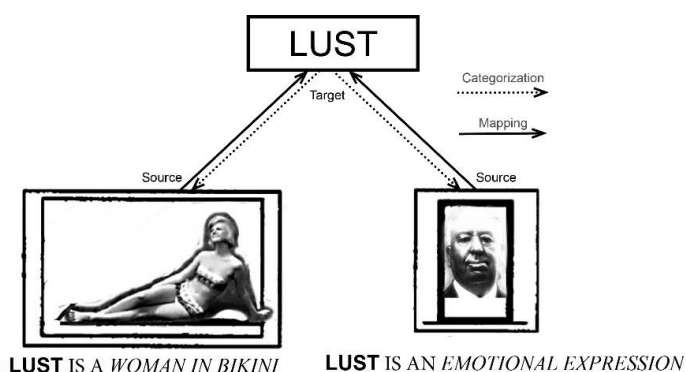 LUST
Categorization
Target
Mapping
Source
Source
LUST IS A WOMAN IN BIKINI
LUST IS AN EMOTIONAL EXPRESSION